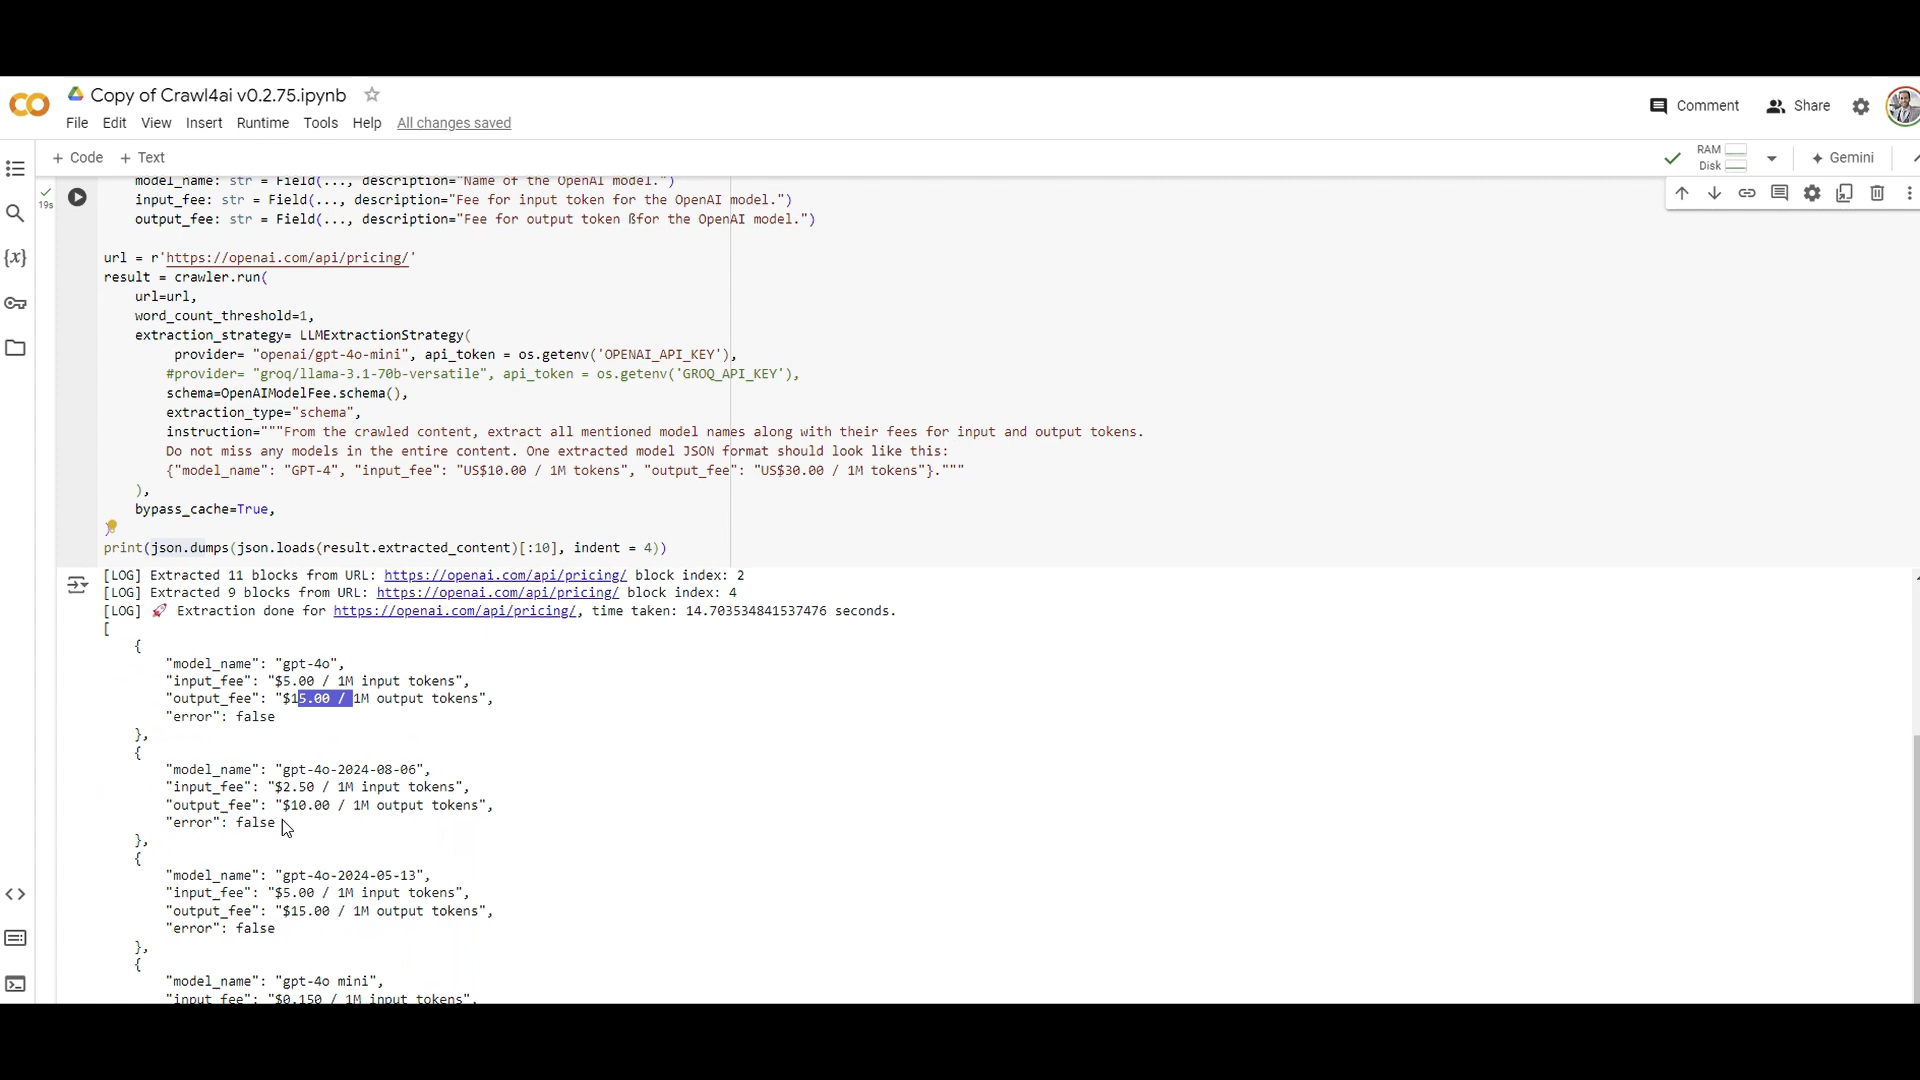 Copy of Crawl4ai v0.2.75.ipynb
Comment
Share
File Edit View Insert Runtime Tools Help All changes saved
+ Code + Text
RAM
Disk
Gemini
19s
model_name: str = Field(..., description="Name of the OpenAI model.")
input_fee: str = Field(..., description="Fee for input token for the OpenAI model.")
output_fee: str = Field(..., description="Fee for output token ßfor the OpenAI model.")
url = r'https://openai.com/api/pricing/'
result = crawler.run(
url=url,
word_count_threshold=1,
extraction_strategy= LLMExtractionStrategy(
provider= "openai/gpt-4o-mini", api_token = os.getenv('OPENAI_API_KEY'),
#provider= "groq/llama-3.1-70b-versatile", api_token = os.getenv('GROQ_API_KEY'),
schema=OpenAIModelFee.schema(),
extraction_type="schema",
instruction="""From the crawled content, extract all mentioned model names along with their fees for input and output tokens.
Do not miss any models in the entire content. One extracted model JSON format should look like this:
{"model_name": "GPT-4", "input_fee": "US$10.00 / 1M tokens", "output_fee": "US$30.00 / 1M tokens"}."""
),
bypass_cache=True,
)
print(json.dumps(json.loads(result.extracted_content)[:10], indent = 4))
[LOG] Extracted 11 blocks from URL: https://openai.com/api/pricing/ block index: 2
[LOG] Extracted 9 blocks from URL: https://openai.com/api/pricing/ block index: 4
[LOG] 🚀 Extraction done for https://openai.com/api/pricing/, time taken: 14.703534841537476 seconds.
[
{
"model_name": "gpt-4o",
"input_fee": "$5.00 / 1M input tokens",
"output_fee": "$15.00 / 1M output tokens",
"error": false
},
{
"model_name": "gpt-4o-2024-08-06",
"input_fee": "$2.50 / 1M input tokens",
"output_fee": "$10.00 / 1M output tokens",
"error": false
},
{
"model_name": "gpt-4o-2024-05-13",
"input_fee": "$5.00 / 1M input tokens",
"output_fee": "$15.00 / 1M output tokens",
"error": false
},
{
"model_name": "gpt-4o mini",
"input_fee": "$0.150 / 1M input tokens",